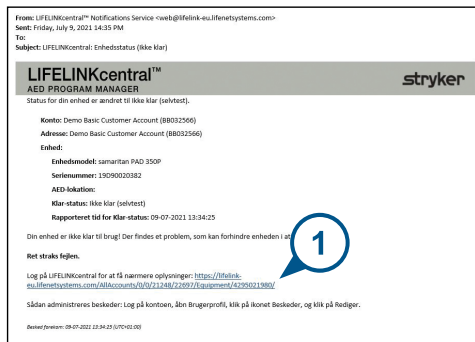 From: LIFELINKcentral™ Notifications Service <web@lifelink-eu.lifenetsystems.com>
Sent: Friday, July 9, 2021 14:35 PM
To:
Subject: LIFELINKcentral: Enhedsstatus (Ikke klar)
LIFELINKcentral™
AED PROGRAM MANAGER
stryker
Status for din enhed er ændret til Ikke klar (selvtest).
Konto: Demo Basic Customer Account (BB032566)
Adresse: Demo Basic Customer Account (BB032566)
Enhed:
Enhedsmodel: samaritan PAD 350P
Serienummer: 19D90020382
AED-lokation:
Klar-status: Ikke klar (selvtest)
Rapporteret tid for Klar-status: 09-07-2021 13:34:25
Din enhed er ikke klar til brug! Der findes et problem, som kan forhindre enheden i at
1
Ret straks fejlen.
Log på LIFELINKcentral for at få nærmere oplysninger: https://lifelink-
eu.lifenetsystems.com/AllAccounts/0/0/21248/22697/Equipment/4295021980/
Sådan administreres beskeder: Log på kontoen, åbn Brugerprofil, klik på ikonet Beskeder, og klik på Rediger.
Besked forekom: 09-07-2021 13:34:25 (UTC+01:00)